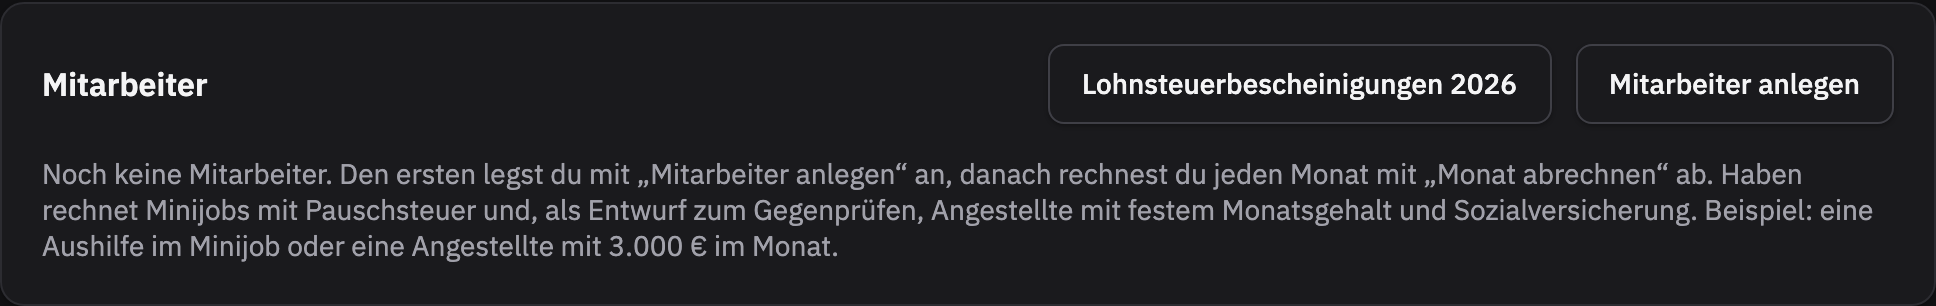 Mitarbeiter
Lohnsteuerbescheinigungen 2026
Mitarbeiter anlegen
Noch keine Mitarbeiter. Den ersten legst du mit „Mitarbeiter anlegen“ an, danach rechnest du jeden Monat mit „Monat abrechnen“ ab. Haben
rechnet Minijobs mit Pauschsteuer und, als Entwurf zum Gegenprüfen, Angestellte mit festem Monatsgehalt und Sozialversicherung. Beispiel: eine
Aushilfe im Minijob oder eine Angestellte mit 3.000 € im Monat.